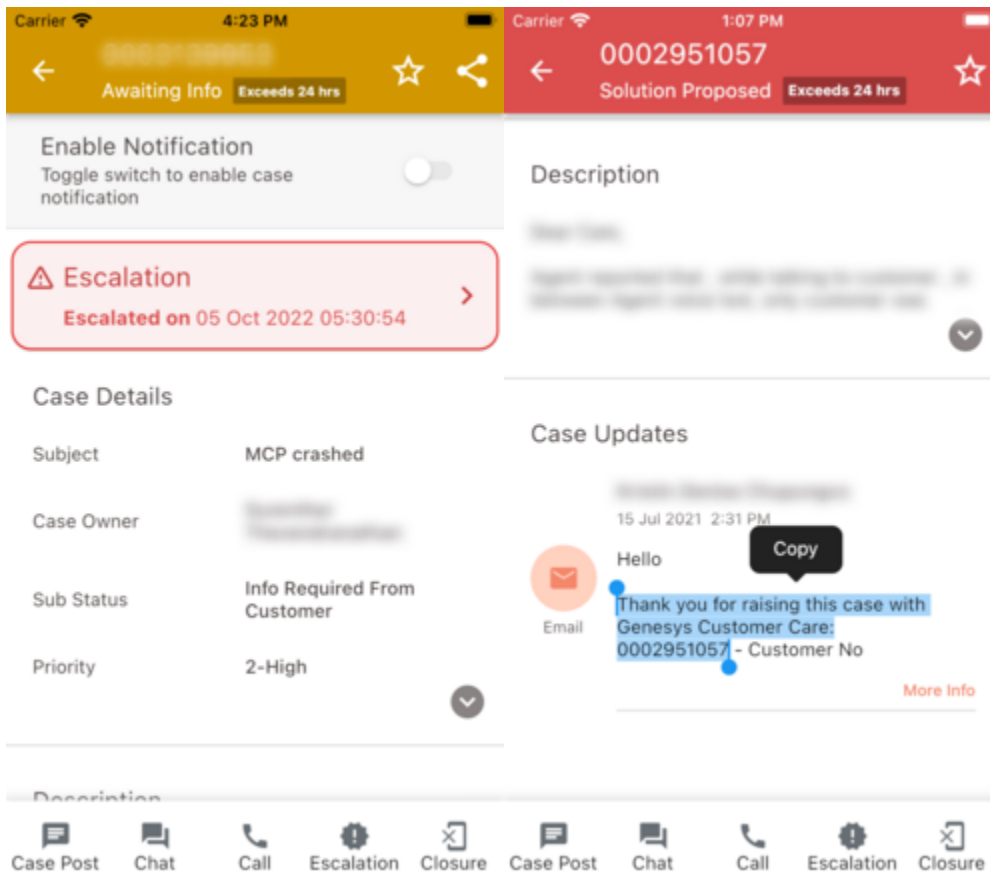 Carrier 4:23 PM
Awaiting Info Exceeds 24 hrs
Enable Notification
Toggle switch to enable case
notification
Escalation
Escalated on 05 Oct 2022 05:30:54
Case Details
Subject MCP crashed
Case Owner
Sub Status Info Required From
Customer
Priority 2-High
Description
Case Post Chat Call Escalation Closure
Carrier 1:07 PM
0002951057
Solution Proposed Exceeds 24 hrs
Description
Case Updates
15 Jul 2021 2:31 PM
Hello
Copy
Thank you for raising this case with
Genesys Customer Care:
0002951057 - Customer No
Email
More Info
Case Post Chat Call Escalation Closure